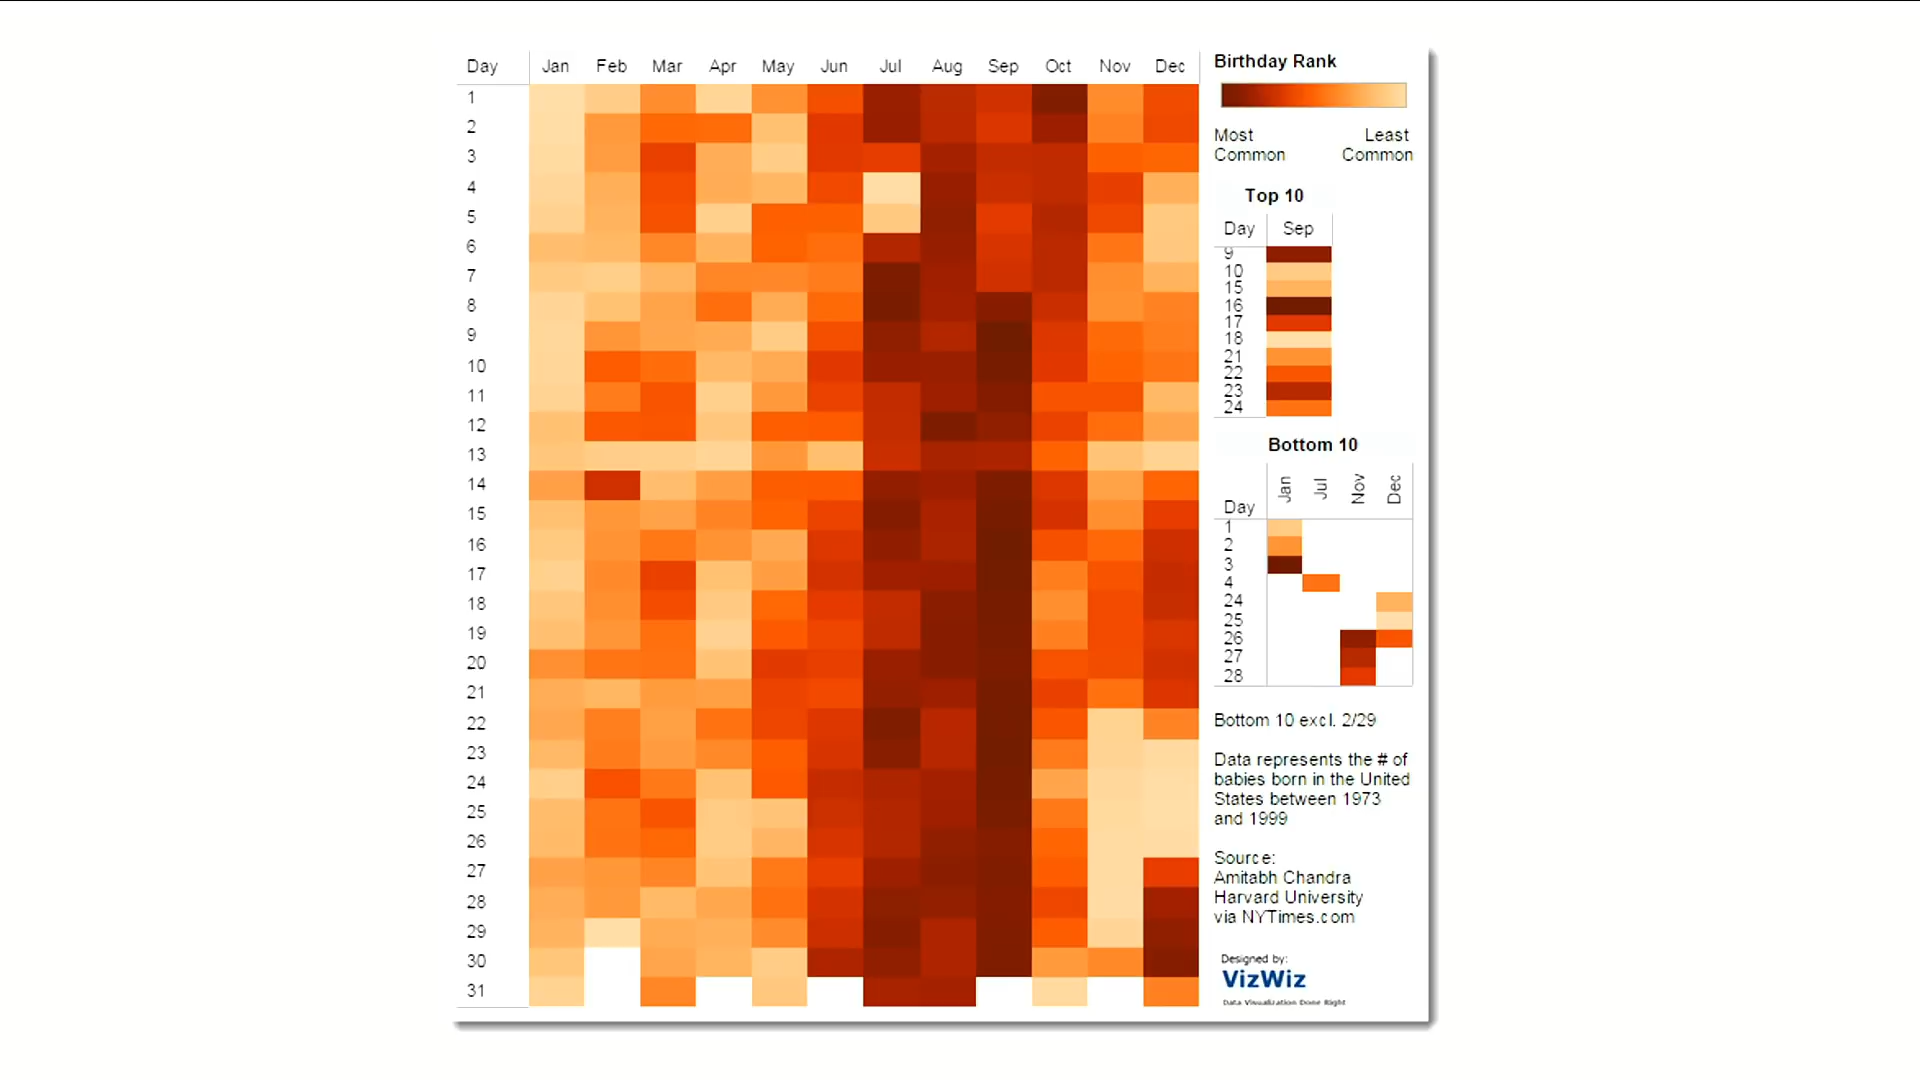 Day Jan Feb Mar Apr May Jun Jul Aug Sep Oct Nov Dec
1
2
3
4
5
6
7
8
9
10
11
12
13
14
15
16
17
18
19
20
21
22
23
24
25
26
27
28
29
30
31
Birthday Rank
Most Least
Common Common
Top 10
Day Sep
9
10
15
16
17
18
21
22
23
24
Bottom 10
Day Jan Jul Nov Dec
1
2
3
4
24
25
26
27
28
Bottom 10 excl. 2/29
Data represents the # of
babies born in the United
States between 1973
and 1999
Source:
Amitabh Chandra
Harvard University
via NYTimes.com
Designed by:
VizWiz
Data Visualization Done Right